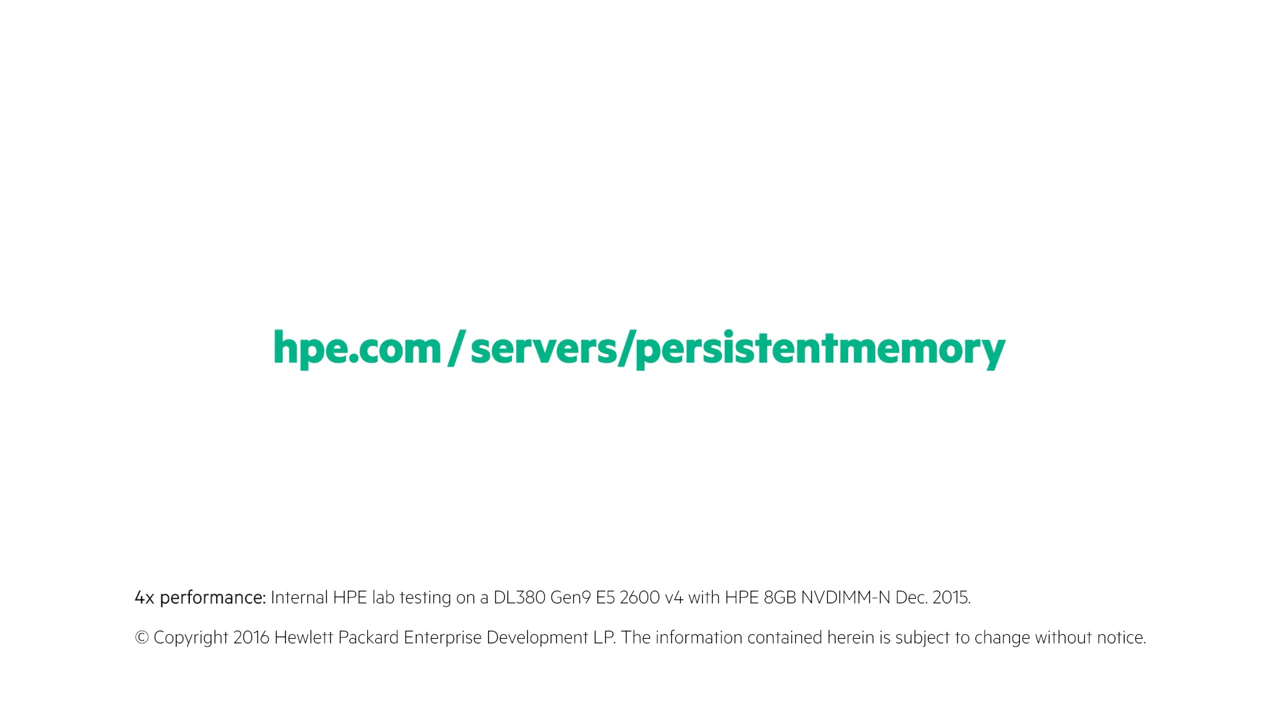 hpe.com/servers/persistentmemory
4x performance: Internal HPE lab testing on a DL380 Gen9 E5 2600 v4 with HPE 8GB NVDIMM-N Dec. 2015.
© Copyright 2016 Hewlett Packard Enterprise Development LP. The information contained herein is subject to change without notice.